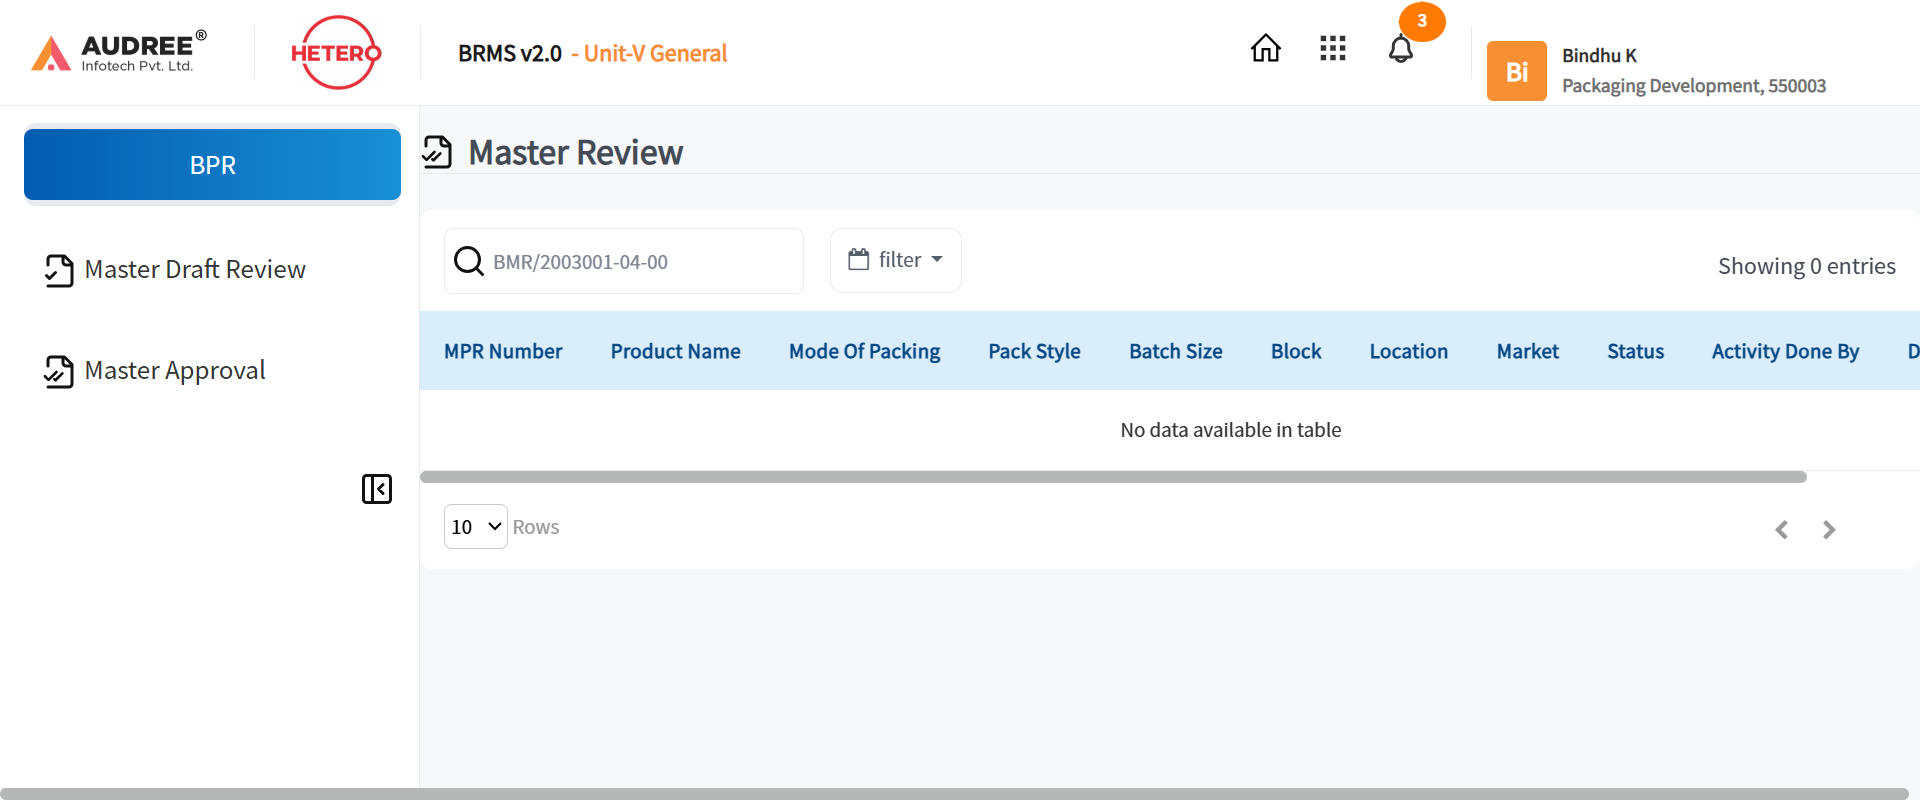 AUDREE®
Infotech Pvt. Ltd.
HETERO
BRMS v2.0 - Unit-V General
3
Bi
Bindhu K
Packaging Development, 550003
BPR
Master Draft Review
Master Approval
Master Review
BMR/2003001-04-00
filter
Showing 0 entries
MPR Number Product Name Mode Of Packing Pack Style Batch Size Block Location Market Status Activity Done By D
No data available in table
10 Rows